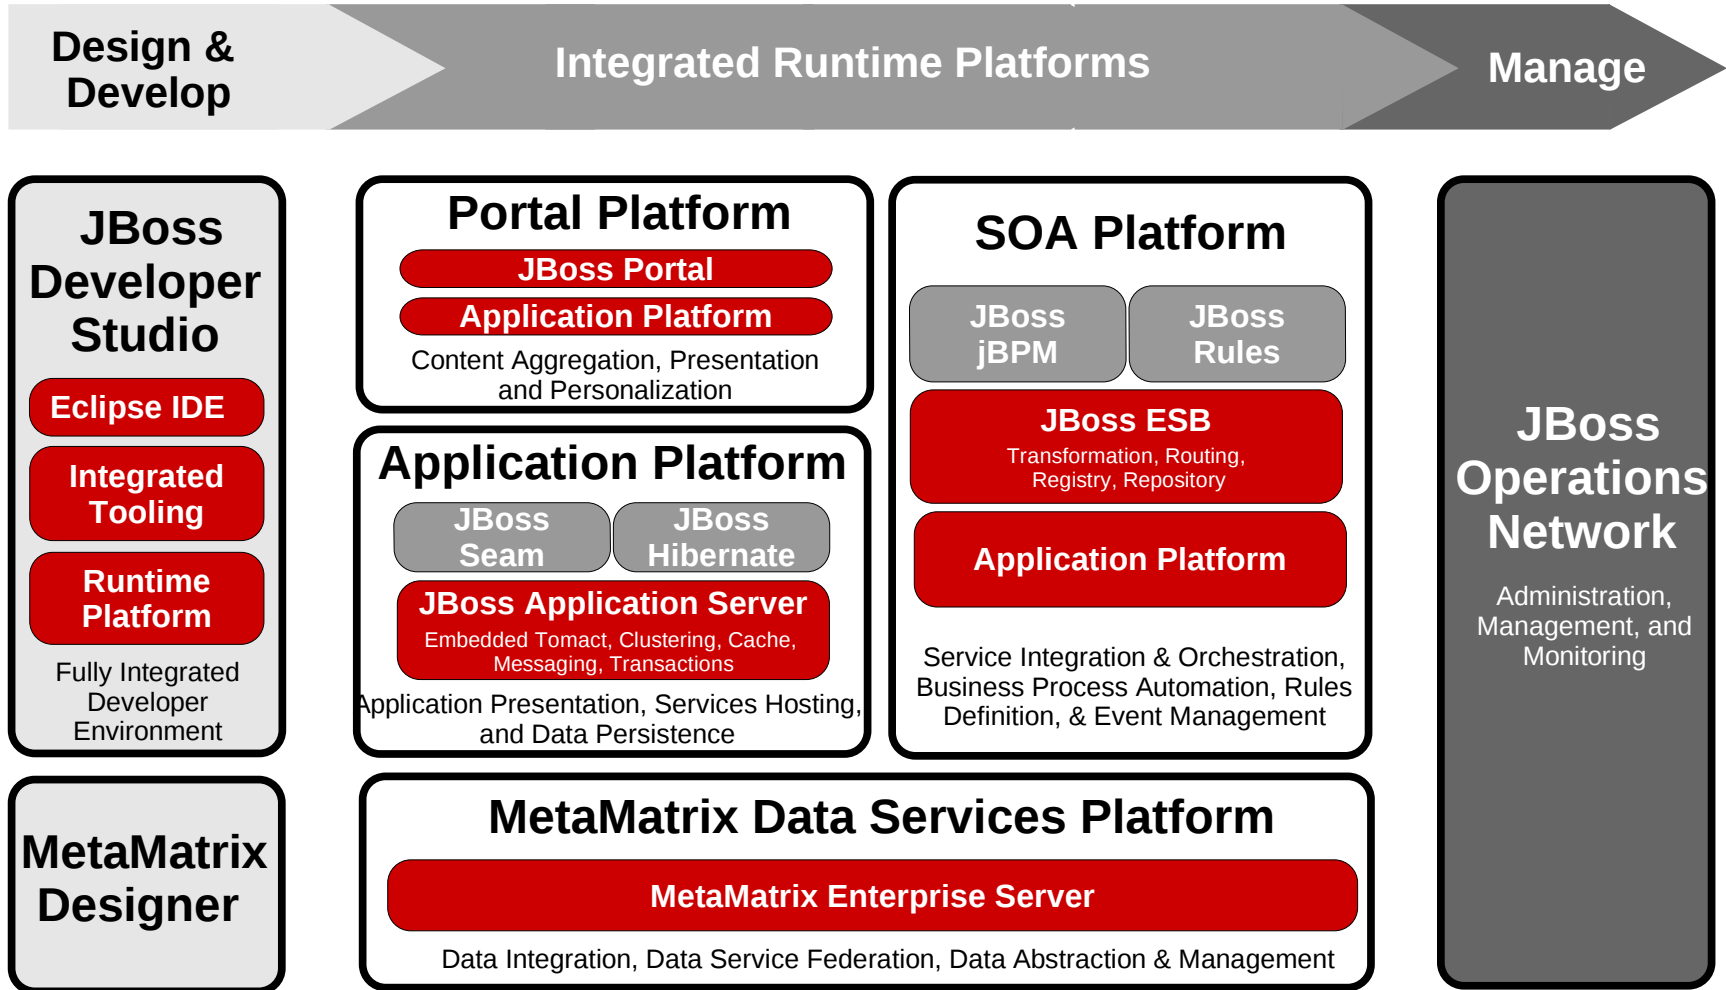 Design &
Develop
Integrated Runtime Platforms
Manage
JBoss
Developer
Studio
Eclipse IDE
Integrated
Tooling
Runtime
Platform
Fully Integrated
Developer
Environment
MetaMatrix
Designer
Portal Platform
JBoss Portal
Application Platform
Content Aggregation, Presentation
and Personalization
Application Platform
JBoss
Seam
JBoss
Hibernate
JBoss Application Server
Embedded Tomact, Clustering, Cache,
Messaging, Transactions
Application Presentation, Services Hosting,
and Data Persistence
SOA Platform
JBoss
jBPM
JBoss
Rules
JBoss ESB
Transformation, Routing,
Registry, Repository
Application Platform
Service Integration & Orchestration,
Business Process Automation, Rules
Definition, & Event Management
MetaMatrix Data Services Platform
MetaMatrix Enterprise Server
Data Integration, Data Service Federation, Data Abstraction & Management
JBoss
Operations
Network
Administration,
Management, and
Monitoring